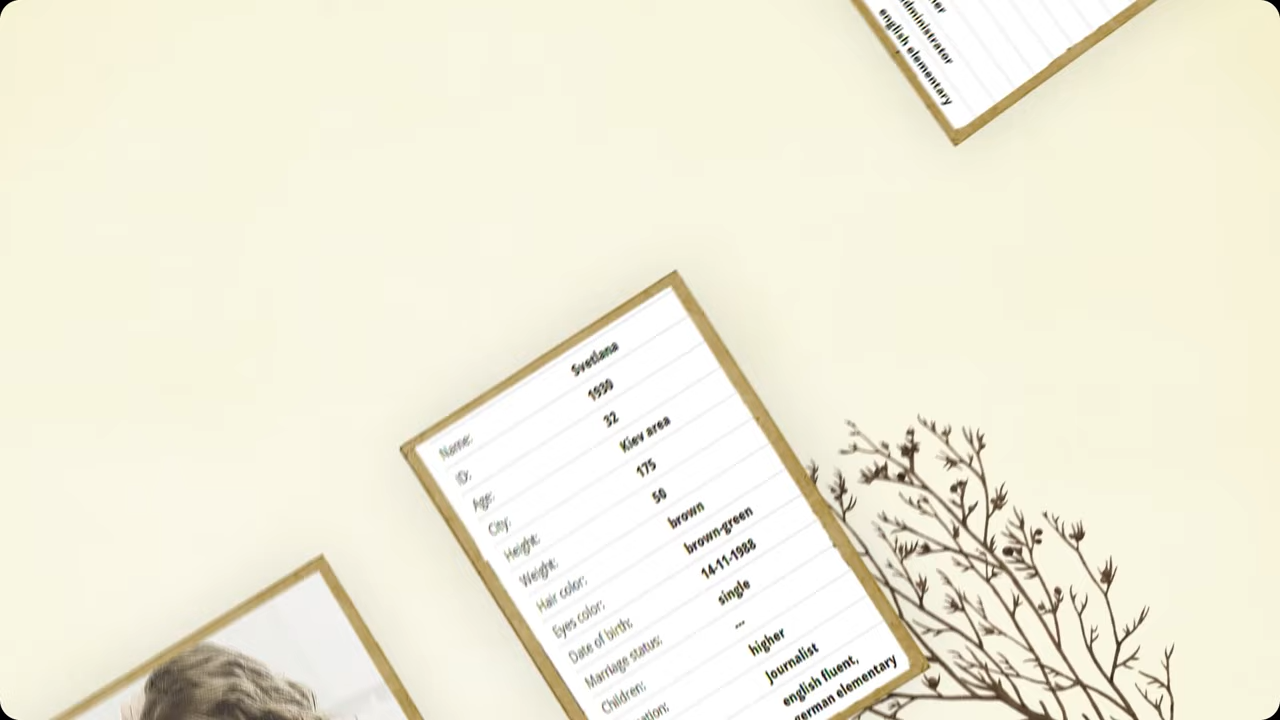 administrator
english elementary
Name: Svetlana
ID: 1930
Age: 32
City: Kiev area
Height: 175
Weight: 50
Hair color: brown
Eyes color: brown-green
Date of birth: 14-11-1988
Marriage status: single
Children: ---
higher
journalist
english fluent,
german elementary